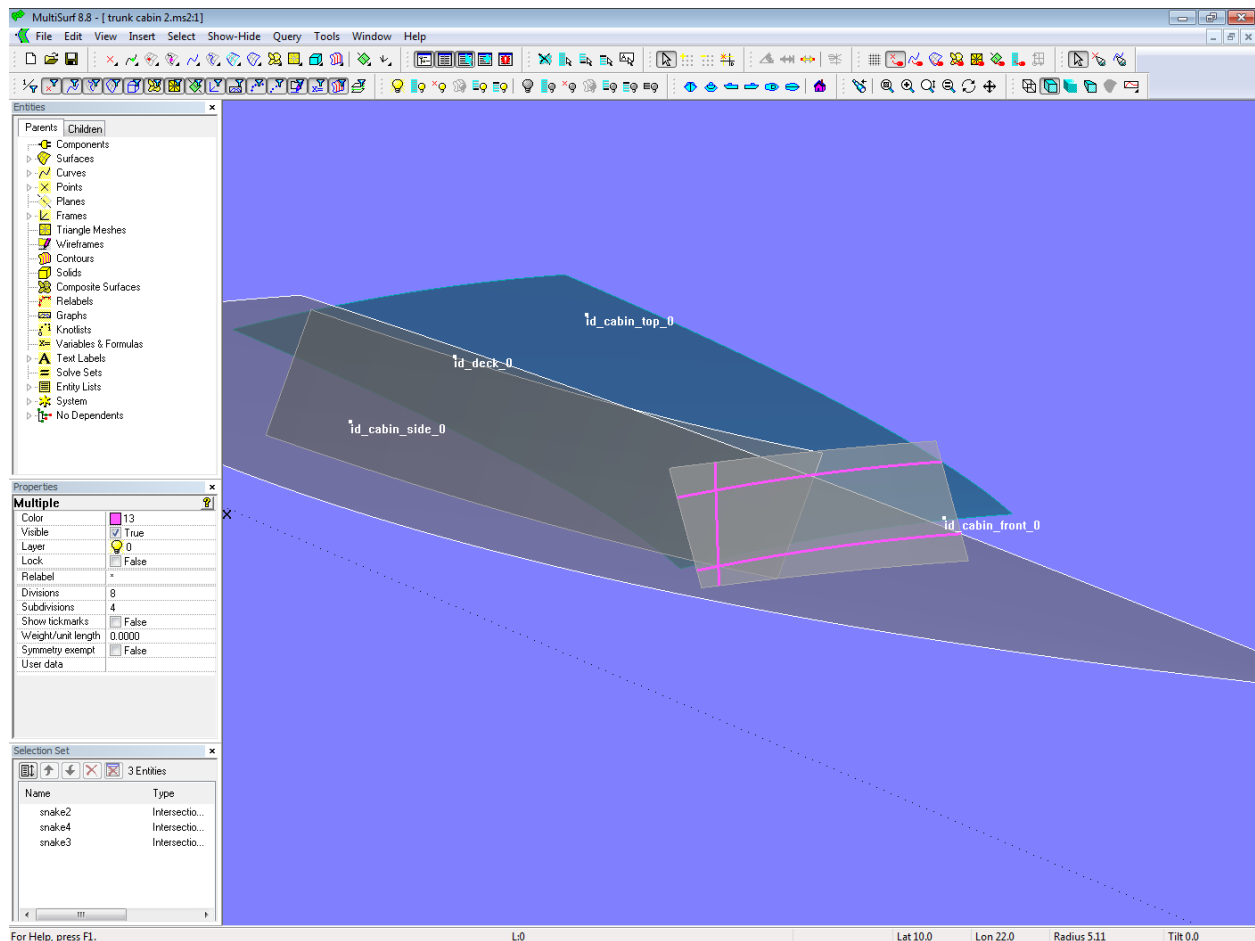 MultiSurf 8.8 - [ trunk cabin 2.ms2:1]
File Edit View Insert Select Show-Hide Query Tools Window Help
Entities
Parents Children
Components
Surfaces
Curves
Points
Planes
Frames
Triangle Meshes
Wireframes
Contours
Solids
Composite Surfaces
Relabels
Graphs
Knotlists
Variables & Formulas
Text Labels
Solve Sets
Entity Lists
System
No Dependents
id_cabin_top_0
id_deck_0
id_cabin_side_0
id_cabin_front_0
Properties
Multiple
Color 13
Visible True
Layer 0
Lock False
Relabel *
Divisions 8
Subdivisions 4
Show tickmarks False
Weight/unit length 0.0000
Symmetry exempt False
User data
Selection Set
3 Entities
Name Type
snake2 Intersectio...
snake4 Intersectio...
snake3 Intersectio...
For Help, press F1. L:0 Lat 10.0 Lon 22.0 Radius 5.11 Tilt 0.0